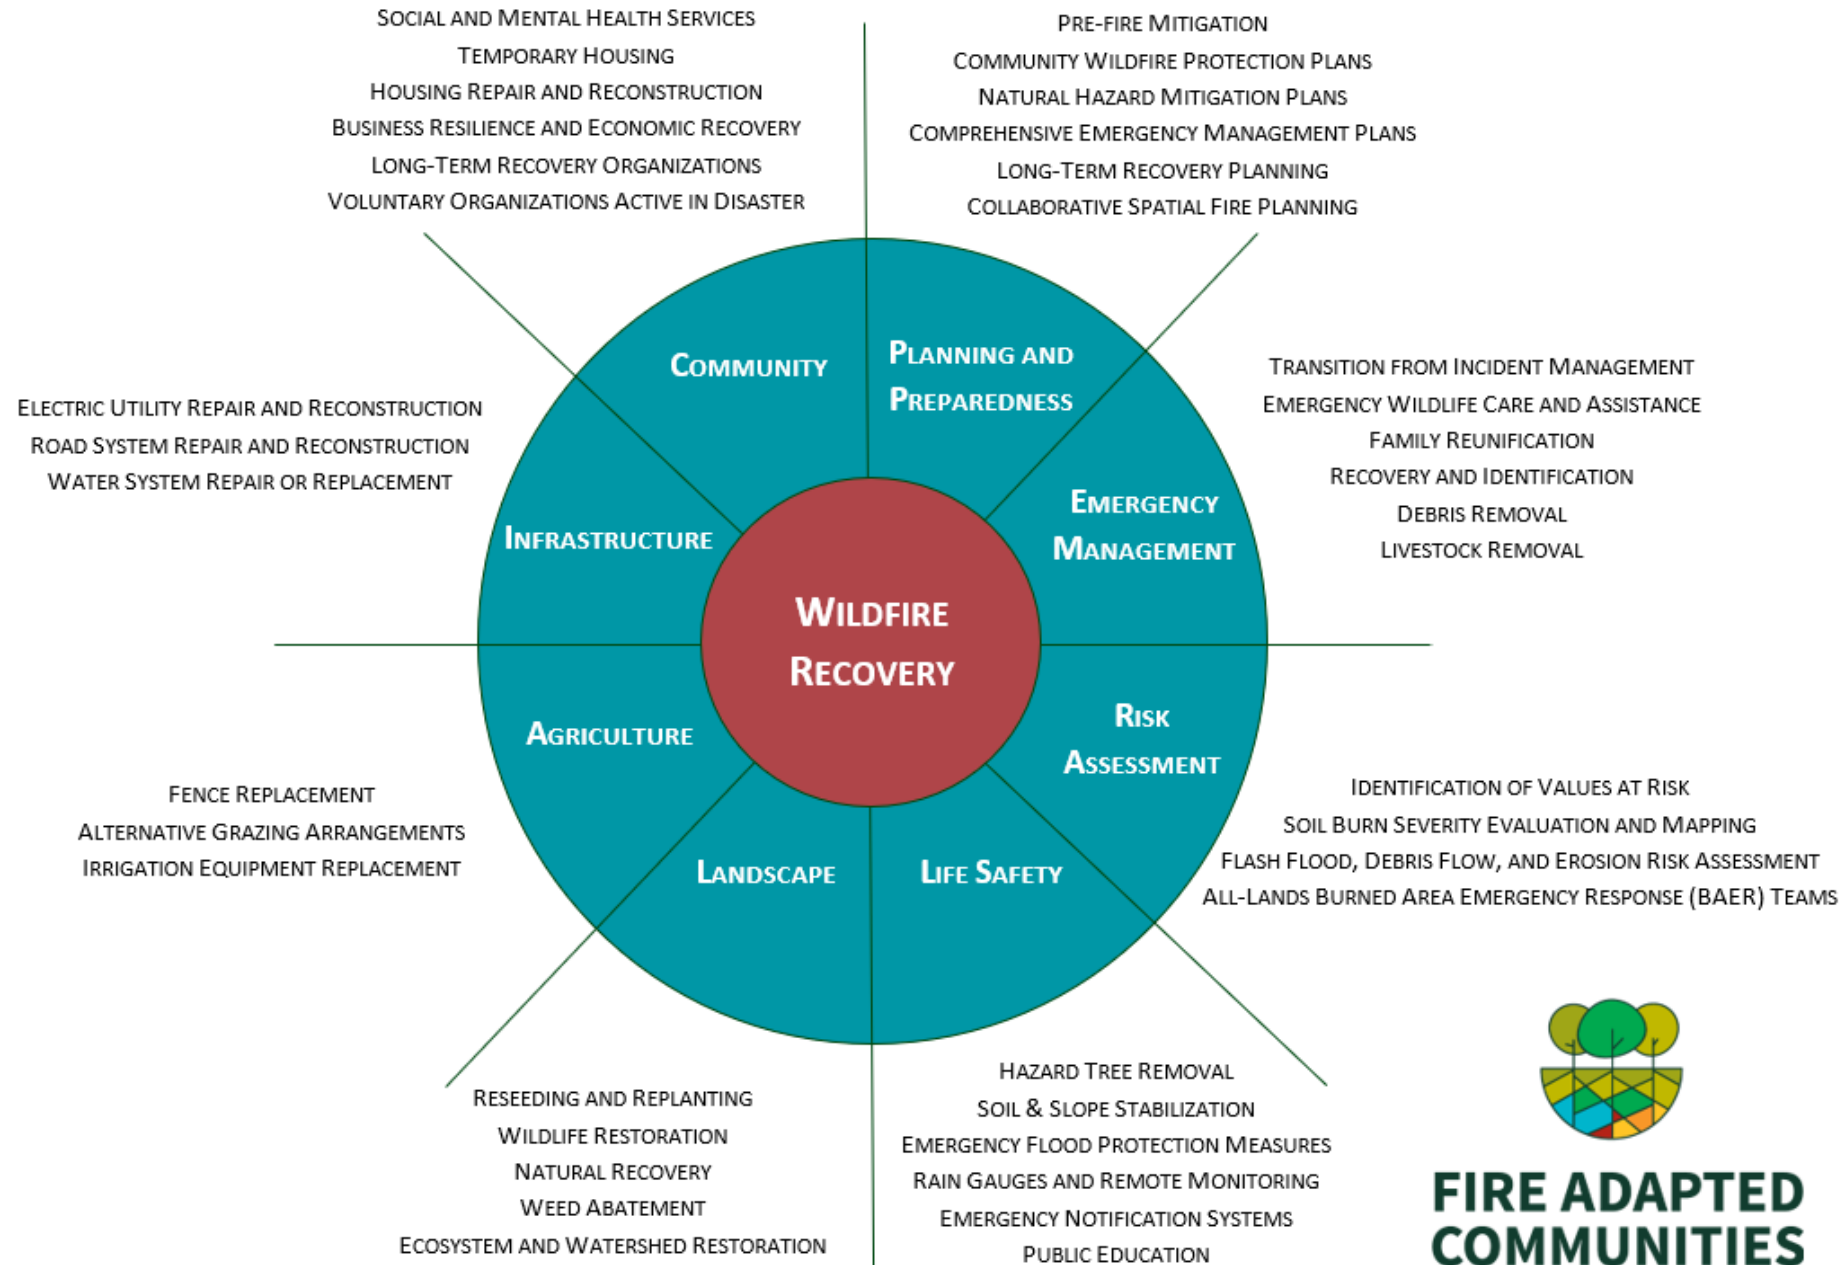 SOCIAL AND MENTAL HEALTH SERVICES
TEMPORARY HOUSING
HOUSING REPAIR AND RECONSTRUCTION
BUSINESS RESILIENCE AND ECONOMIC RECOVERY
LONG-TERM RECOVERY ORGANIZATIONS
VOLUNTARY ORGANIZATIONS ACTIVE IN DISASTER
PRE-FIRE MITIGATION
COMMUNITY WILDFIRE PROTECTION PLANS
NATURAL HAZARD MITIGATION PLANS
COMPREHENSIVE EMERGENCY MANAGEMENT PLANS
LONG-TERM RECOVERY PLANNING
COLLABORATIVE SPATIAL FIRE PLANNING
COMMUNITY
PLANNING AND
PREPAREDNESS
TRANSITION FROM INCIDENT MANAGEMENT
EMERGENCY WILDLIFE CARE AND ASSISTANCE
FAMILY REUNIFICATION
RECOVERY AND IDENTIFICATION
DEBRIS REMOVAL
LIVESTOCK REMOVAL
ELECTRIC UTILITY REPAIR AND RECONSTRUCTION
ROAD SYSTEM REPAIR AND RECONSTRUCTION
WATER SYSTEM REPAIR OR REPLACEMENT
INFRASTRUCTURE
EMERGENCY
MANAGEMENT
WILDFIRE
RECOVERY
AGRICULTURE
RISK
ASSESSMENT
FENCE REPLACEMENT
ALTERNATIVE GRAZING ARRANGEMENTS
IRRIGATION EQUIPMENT REPLACEMENT
LANDSCAPE
LIFE SAFETY
IDENTIFICATION OF VALUES AT RISK
SOIL BURN SEVERITY EVALUATION AND MAPPING
FLASH FLOOD, DEBRIS FLOW, AND EROSION RISK ASSESSMENT
ALL-LANDS BURNED AREA EMERGENCY RESPONSE (BAER) TEAMS
RESEEDING AND REPLANTING
WILDLIFE RESTORATION
NATURAL RECOVERY
WEED ABATEMENT
ECOSYSTEM AND WATERSHED RESTORATION
HAZARD TREE REMOVAL
SOIL & SLOPE STABILIZATION
EMERGENCY FLOOD PROTECTION MEASURES
RAIN GAUGES AND REMOTE MONITORING
EMERGENCY NOTIFICATION SYSTEMS
PUBLIC EDUCATION
FIRE ADAPTED
COMMUNITIES